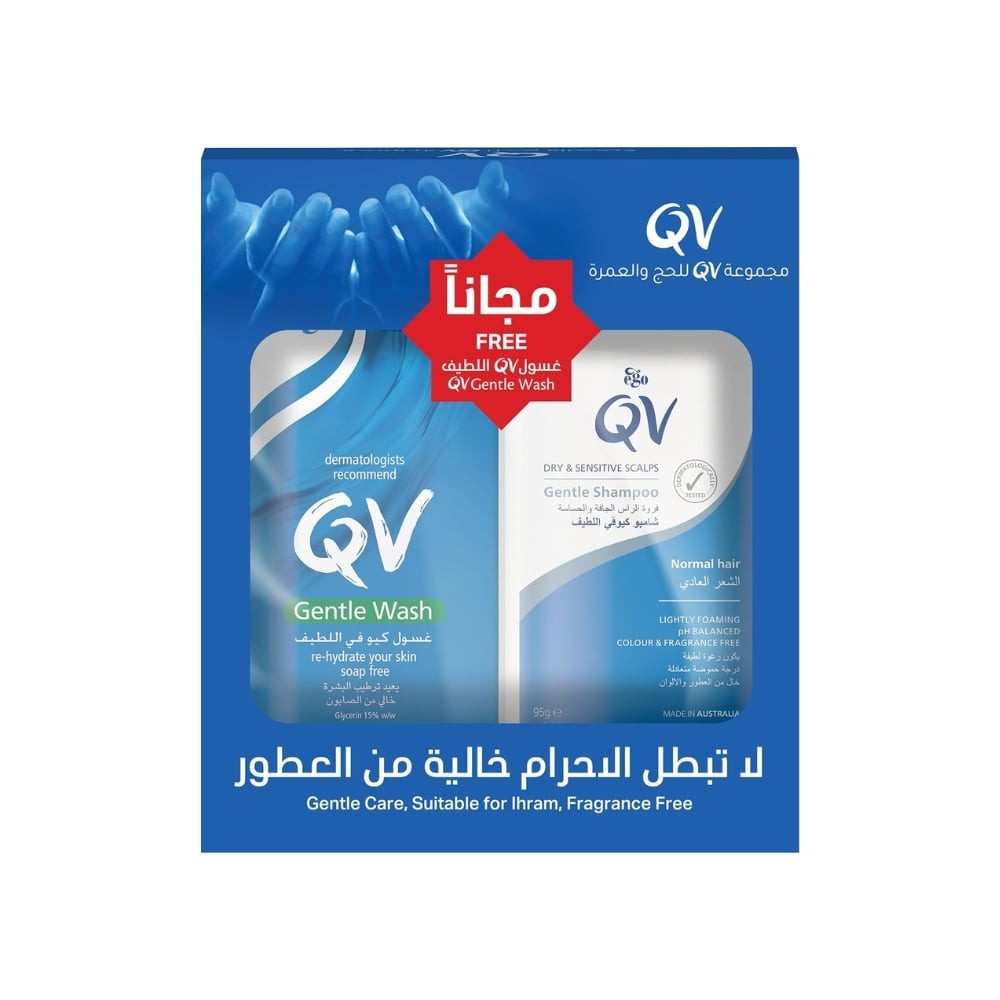 QV
مجموعة QV للحج والعمرة
مجاناً
FREE
غسول QV اللطيف
QV Gentle Wash
dermatologists
recommend
QV
Gentle Wash
غسول كيو في اللطيف
re-hydrate your skin
soap free
يعيد ترطيب البشرة
خالي من الصابون
Glycerin 15% w/w
ego
QV
DRY & SENSITIVE SCALPS
Gentle Shampoo
فروة الرأس الجافة والحساسة
شامبو كيوفي اللطيف
DERMATOLOGICALLY
TESTED
Normal hair
الشعر العادي
LIGHTLY FOAMING
pH BALANCED
COLOUR & FRAGRANCE FREE
يكون رغوة لطيفة
درجة حموضة متعادلة
خال من العطور والالوان
95g e
MADE IN AUSTRALIA
لا تبطل الاحرام خالية من العطور
Gentle Care, Suitable for Ihram, Fragrance Free